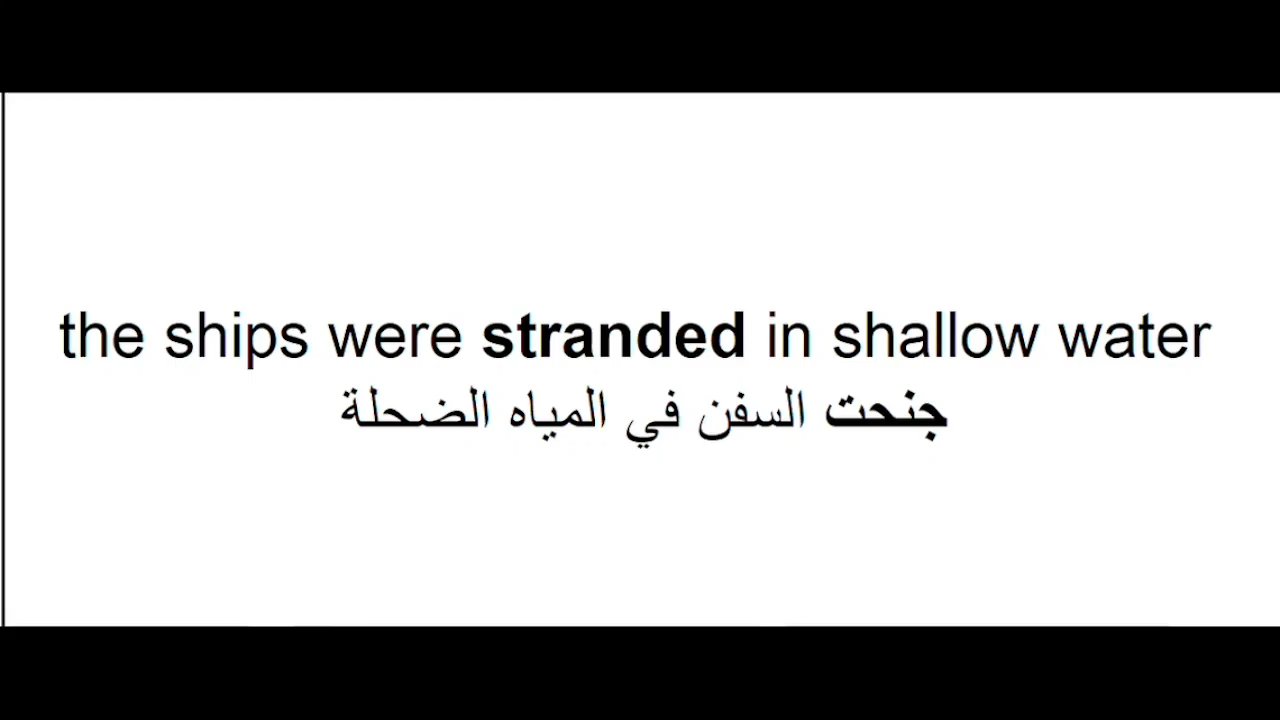 the ships were stranded in shallow water
جنحت السفن في المياه الضحلة